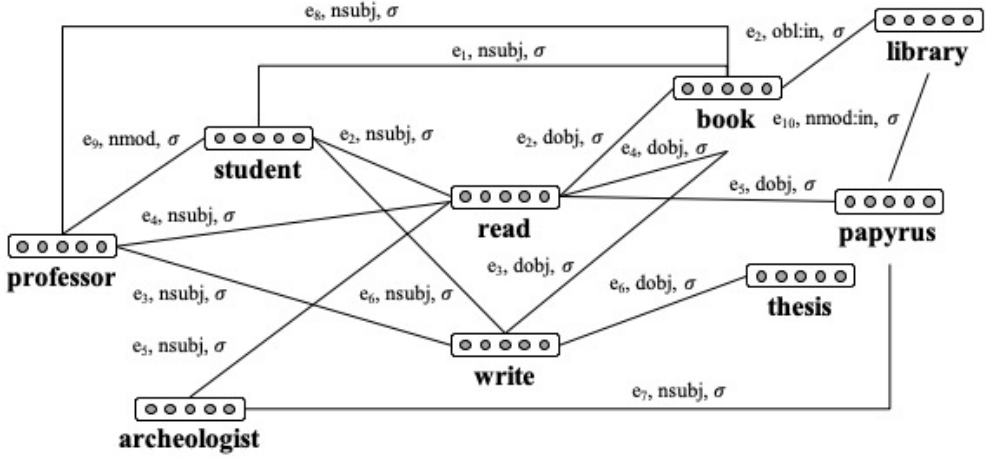 e₈, nsubj, σ
library
e₂, obl:in, σ
e₁, nsubj, σ
book
e₁₀, nmod:in, σ
e₉, nmod, σ
student
e₂, nsubj, σ
e₂, dobj, σ
e₄, dobj, σ
e₅, dobj, σ
papyrus
e₄, nsubj, σ
read
professor
e₃, dobj, σ
e₃, nsubj, σ
e₆, nsubj, σ
e₆, dobj, σ
thesis
e₅, nsubj, σ
write
e₇, nsubj, σ
archeologist